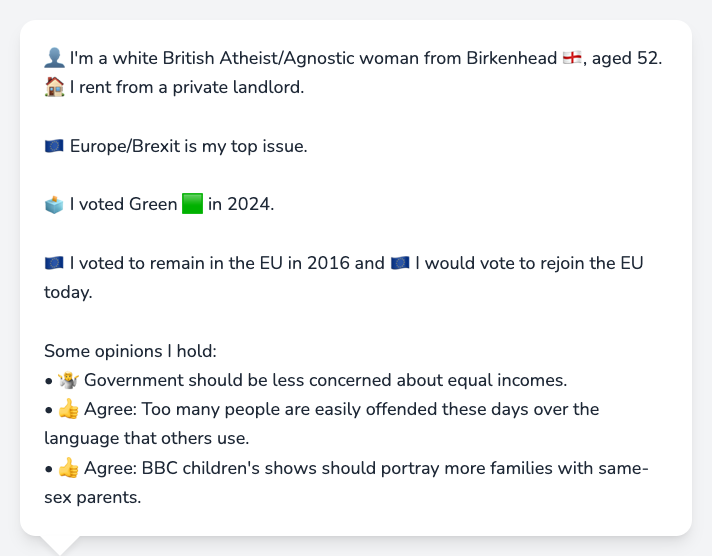 👤 I'm a white British Atheist/Agnostic woman from Birkenhead 🏴󠁧󠁢󠁥󠁮󠁧󠁿, aged 52.
🏠 I rent from a private landlord.
🇪🇺 Europe/Brexit is my top issue.
🗳️ I voted Green 🟩 in 2024.
🇪🇺 I voted to remain in the EU in 2016 and 🇪🇺 I would vote to rejoin the EU
today.
Some opinions I hold:
• 🤷 Government should be less concerned about equal incomes.
• 👍 Agree: Too many people are easily offended these days over the
language that others use.
• 👍 Agree: BBC children's shows should portray more families with same-
sex parents.